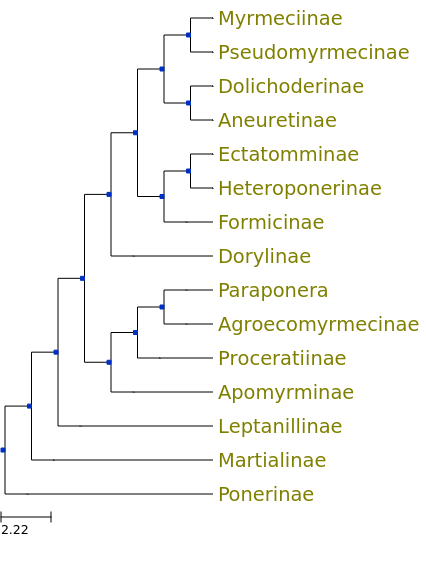 Myrmeciinae
Pseudomyrmecinae
Dolichoderinae
Aneuretinae
Ectatomminae
Heteroponerinae
Formicinae
Dorylinae
Paraponera
Agroecomyrmecinae
Proceratiinae
Apomyrminae
Leptanillinae
Martialinae
Ponerinae
2.22